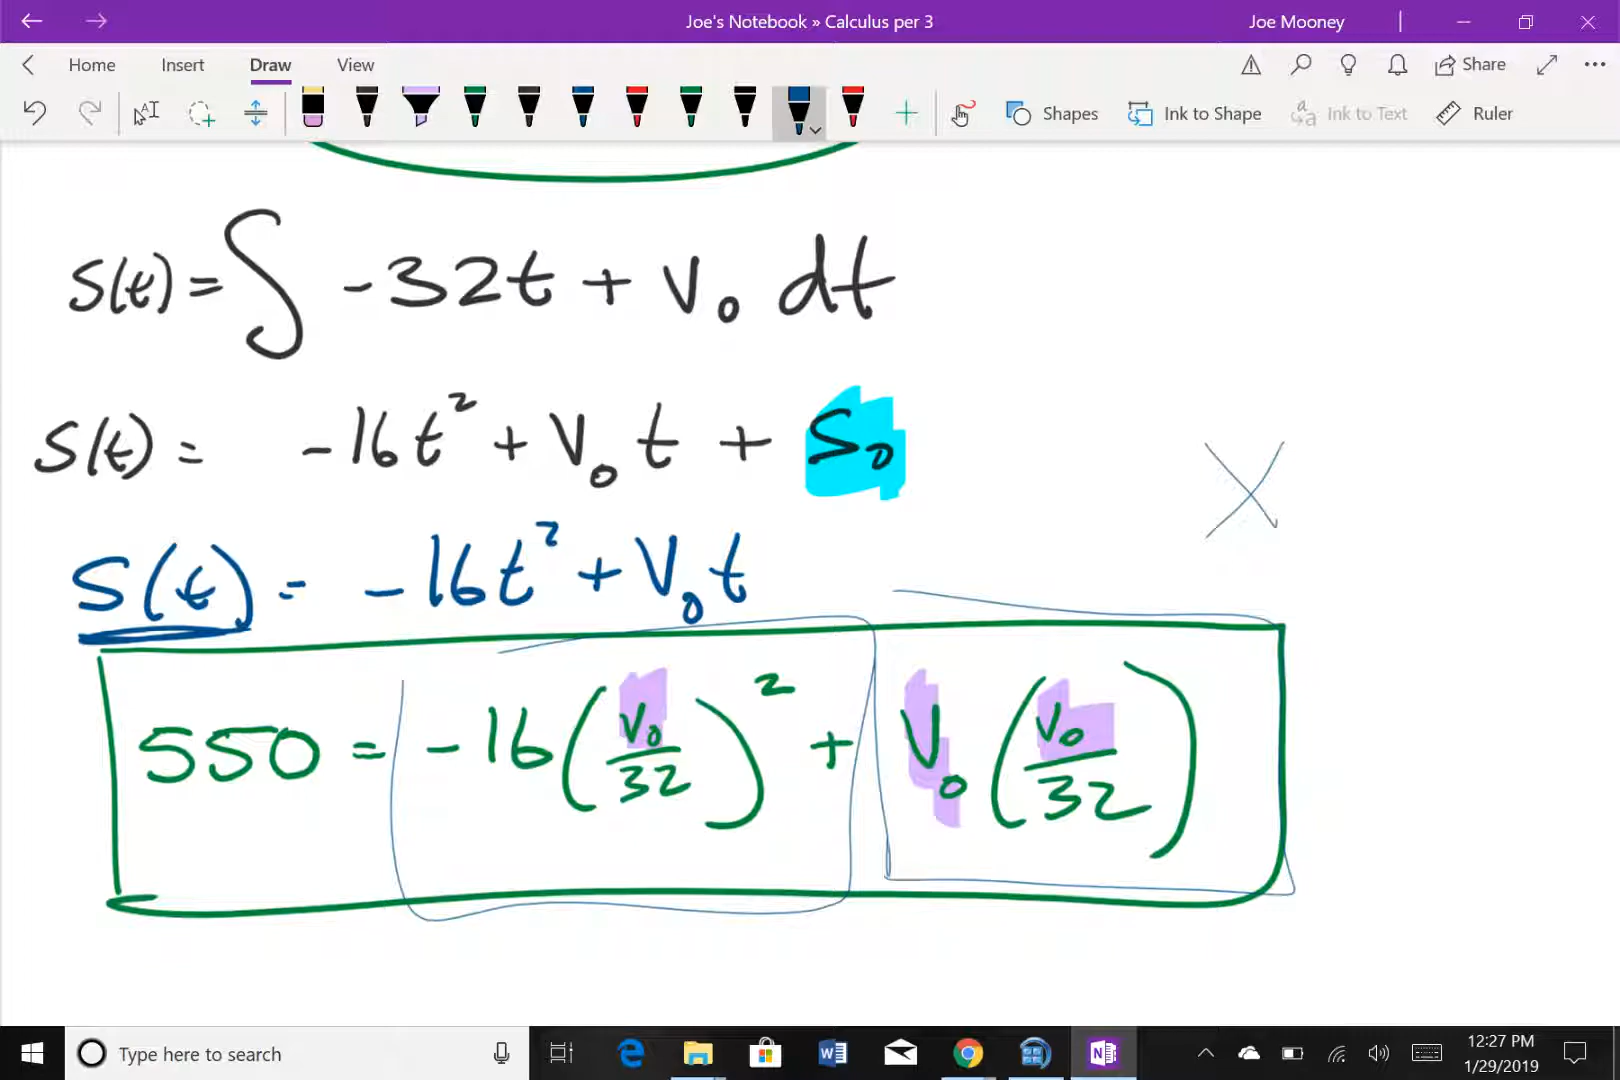 Joe's Notebook » Calculus per 3
Joe Mooney
Home Insert Draw View
Share
Shapes Ink to Shape Ink to Text Ruler
S(t) = ∫ -32t + V₀ dt
S(t) = -16t² + V₀ t + S₀
S(t) = -16t² + V₀ t
550 = -16(V₀/32)² + V₀(V₀/32)
Type here to search
12:27 PM
1/29/2019